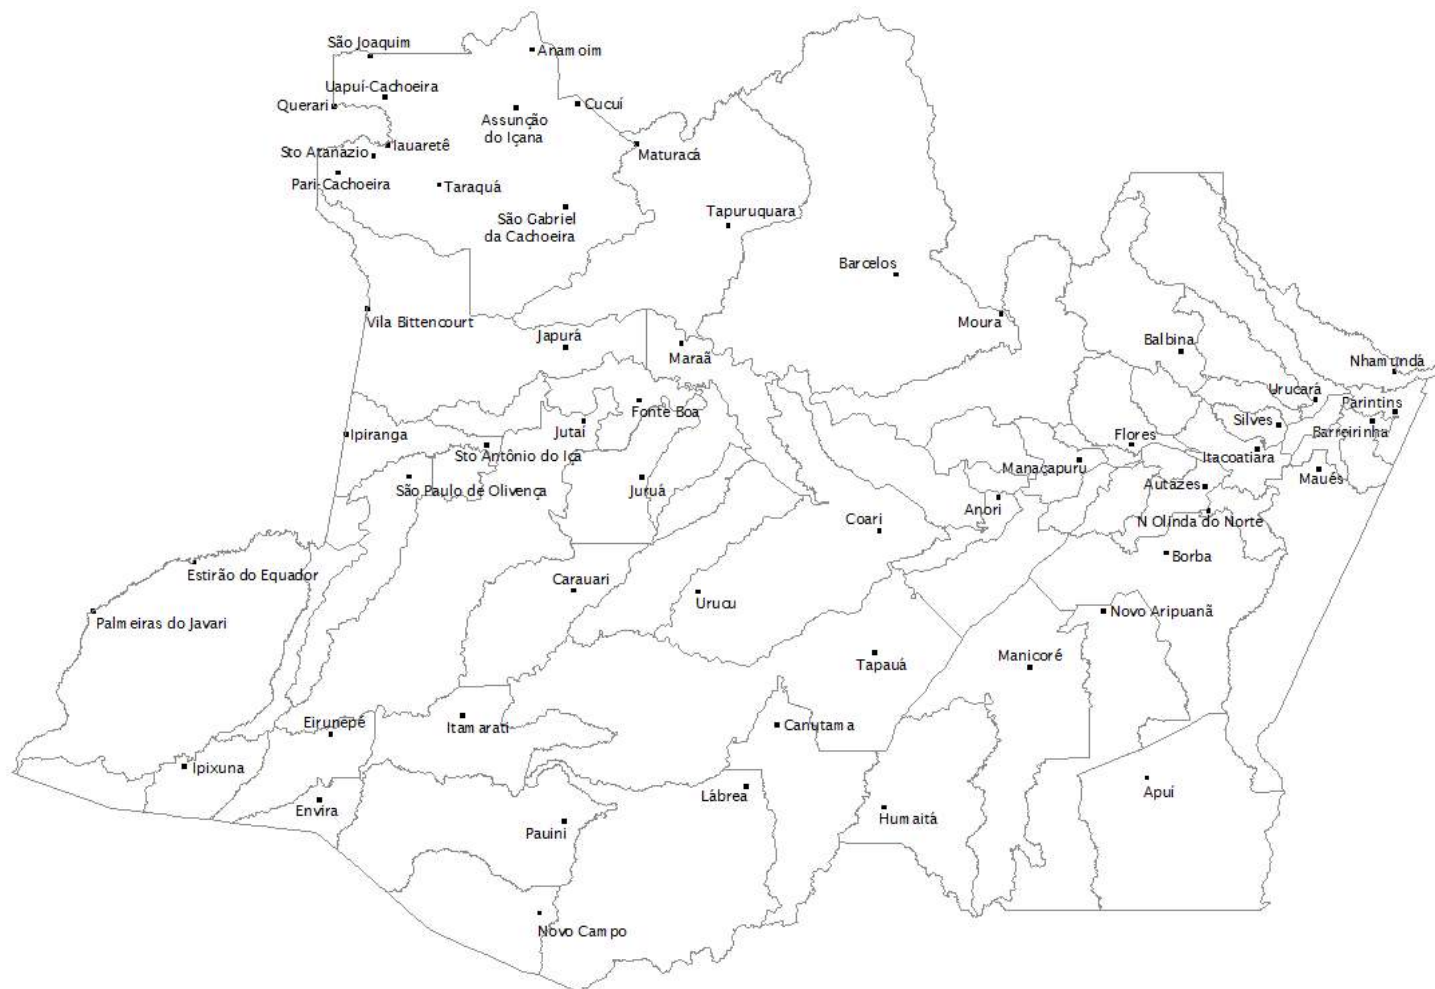 São Joaquim
Anamoim
Uapuí-Cachoeira
Querari
Cucuí
Assunção
do Içana
Iauaretê
Sto Atanazio
Maturacá
Pari-Cachoeira
Taraquá
São Gabriel
da Cachoeira
Tapuruquara
Barcelos
Vila Bittencourt
Moura
Japurá
Maraã
Balbina
Nhamundá
Urucará
Parintins
Fonte Boa
Jutaí
Silves
Barreirinha
Ipiranga
Flores
Sto Antônio do Içá
Itacoatiara
Manacapuru
Maués
São Paulo de Olivença
Juruá
Autazes
Anori
Coari
N Olinda do Norte
Borba
Estirão do Equador
Carauari
Urucu
Palmeiras do Javari
Novo Aripuanã
Tapauá
Manicoré
Eirunepé
Itamarati
Canutama
Ipixuna
Lábrea
Apuí
Envira
Humaitá
Pauini
Novo Campo